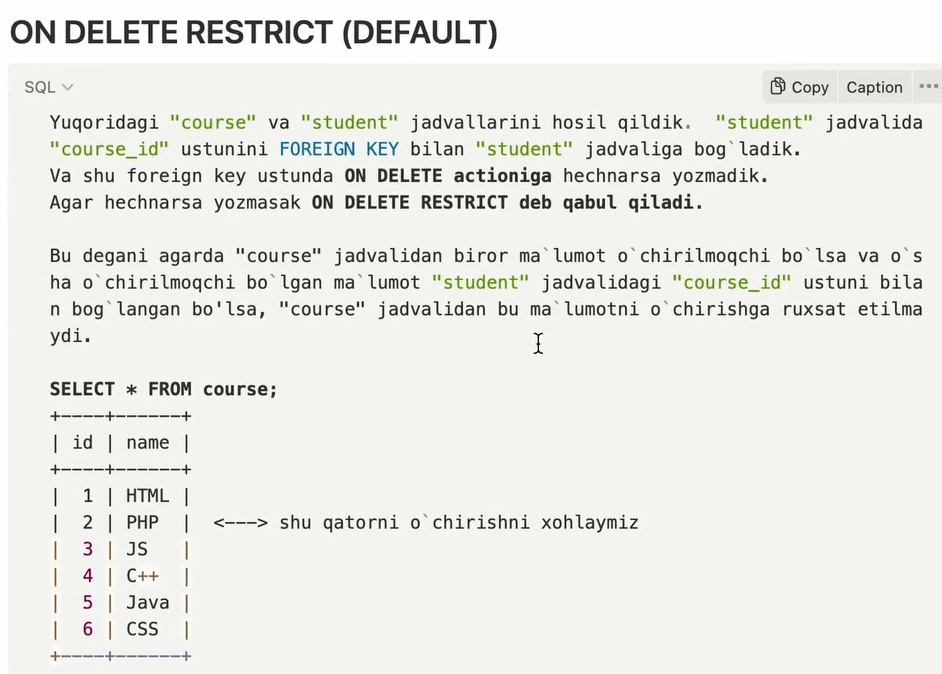 ON DELETE RESTRICT (DEFAULT)
SQL
Copy Caption •••
Yuqoridagi "course" va "student" jadvallarini hosil qildik.  "student" jadvalida
"course_id" ustunini FOREIGN KEY bilan "student" jadvaliga bog`ladik.
Va shu foreign key ustunda ON DELETE actioniga hechnarsa yozmadik.
Agar hechnarsa yozmasak ON DELETE RESTRICT deb qabul qiladi.
Bu degani agarda "course" jadvalidan biror ma`lumot o`chirilmoqchi bo`lsa va o`s
ha o`chirilmoqchi bo`lgan ma`lumot "student" jadvalidagi "course_id" ustuni bila
n bog`langan bo'lsa, "course" jadvalidan bu ma`lumotni o`chirishga ruxsat etilma
ydi.
SELECT * FROM course;
+----+------+
| id | name |
+----+------+
|  1 | HTML |
|  2 | PHP  |  <---> shu qatorni o`chirishni xohlaymiz
|  3 | JS   |
|  4 | C++  |
|  5 | Java |
|  6 | CSS  |
+----+------+